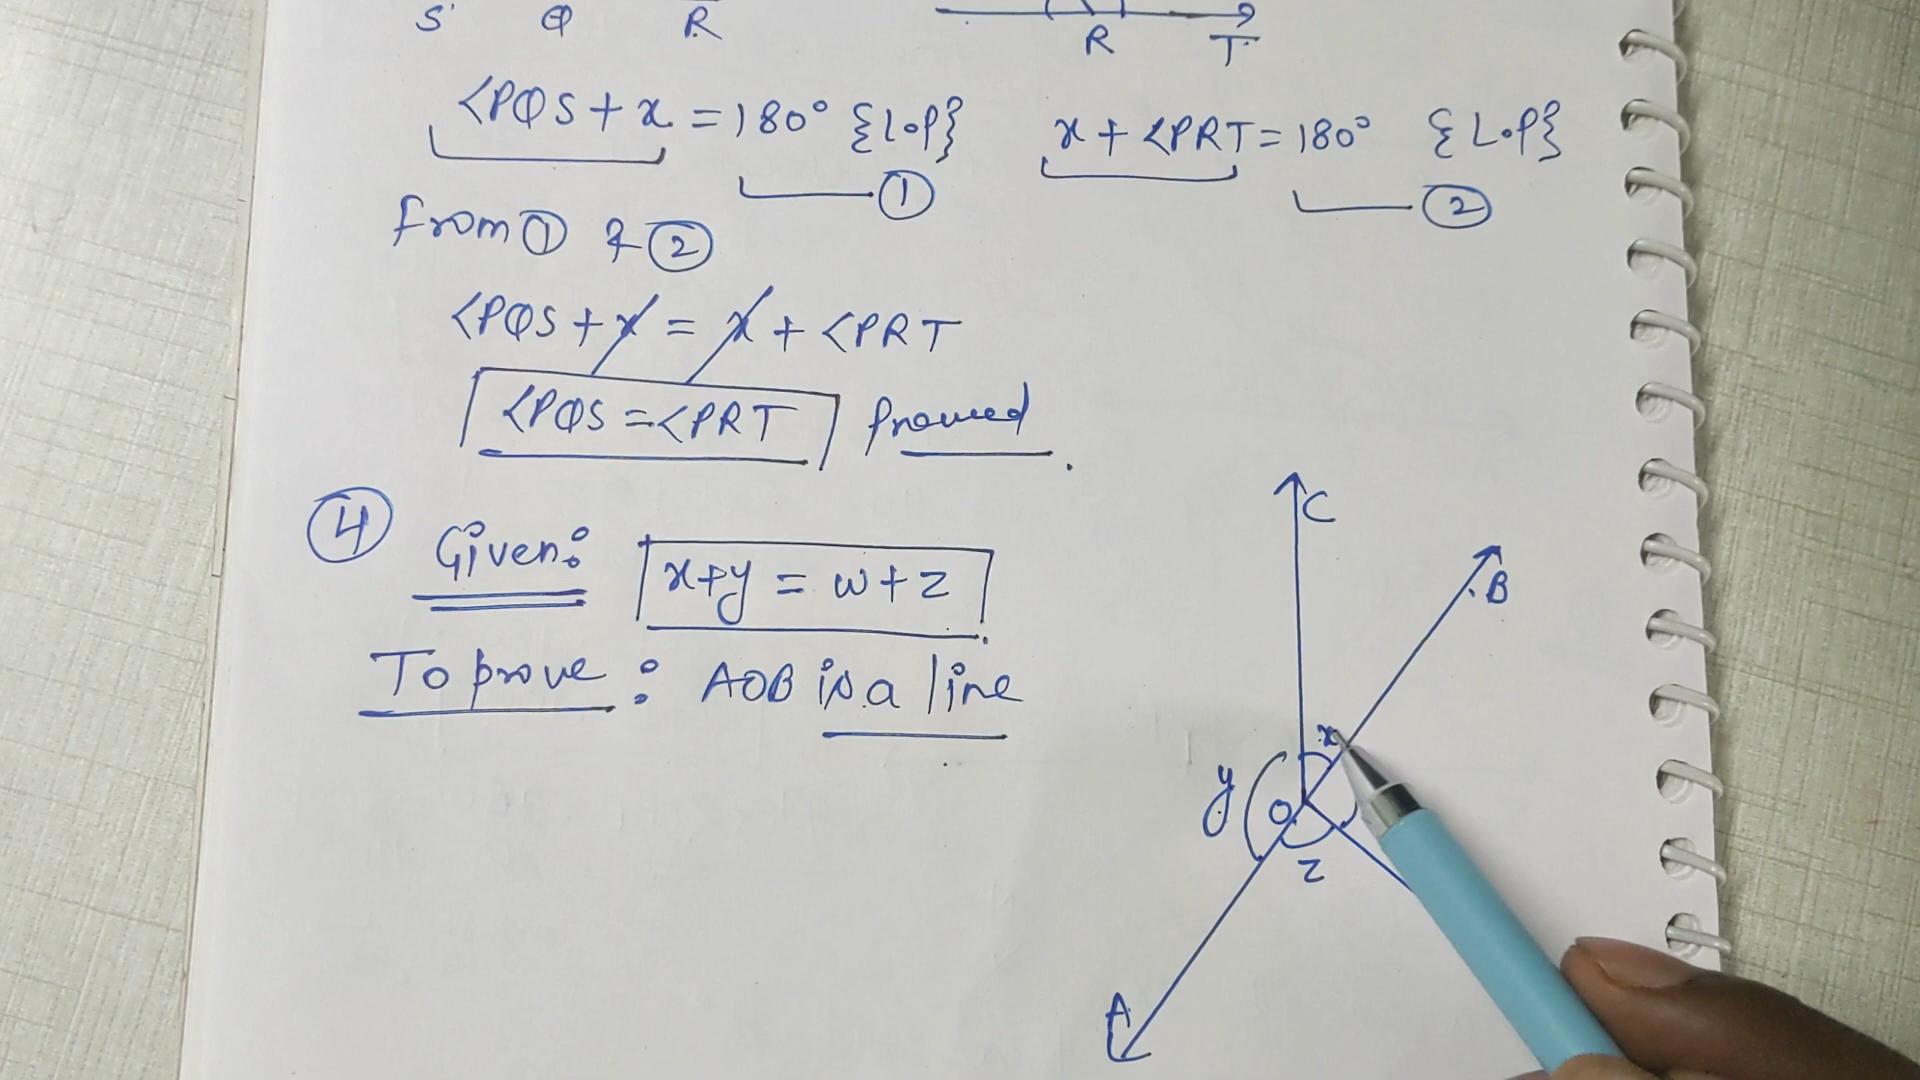 S Q R
R T
<PQS + x = 180° {L.P}
①
x + <PRT = 180° {L.P}
②
from ① & ②
<PQS + x = x + <PRT
<PQS = <PRT Proued
④ Given: x+y = w+z
To prove: AOB is a line
C
B
x
y
O
z
A